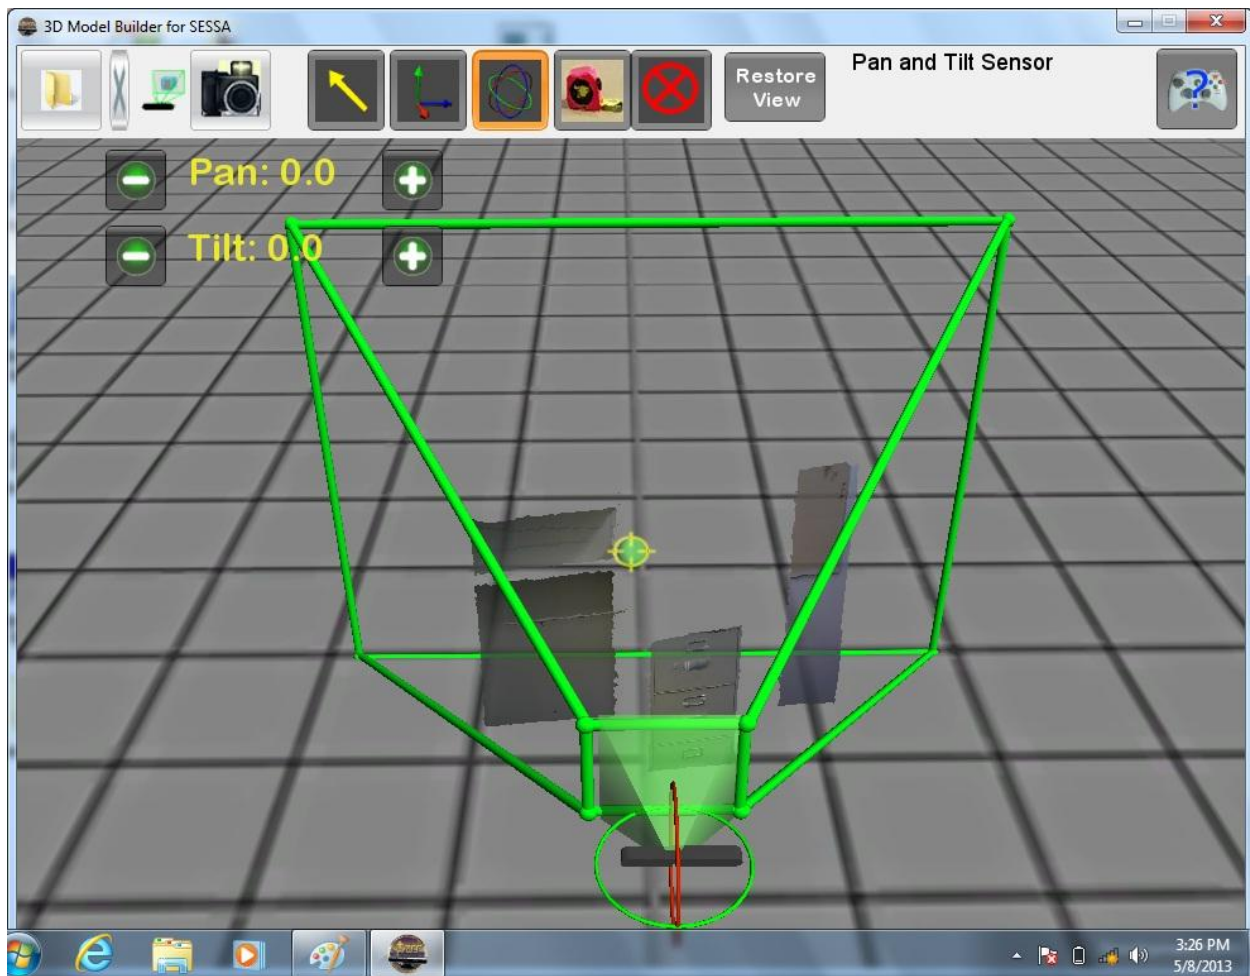 3D Model Builder for SESSA
Restore
View
Pan and Tilt Sensor
Pan: 0.0
Tilt: 0.0
3:26 PM
5/8/2013